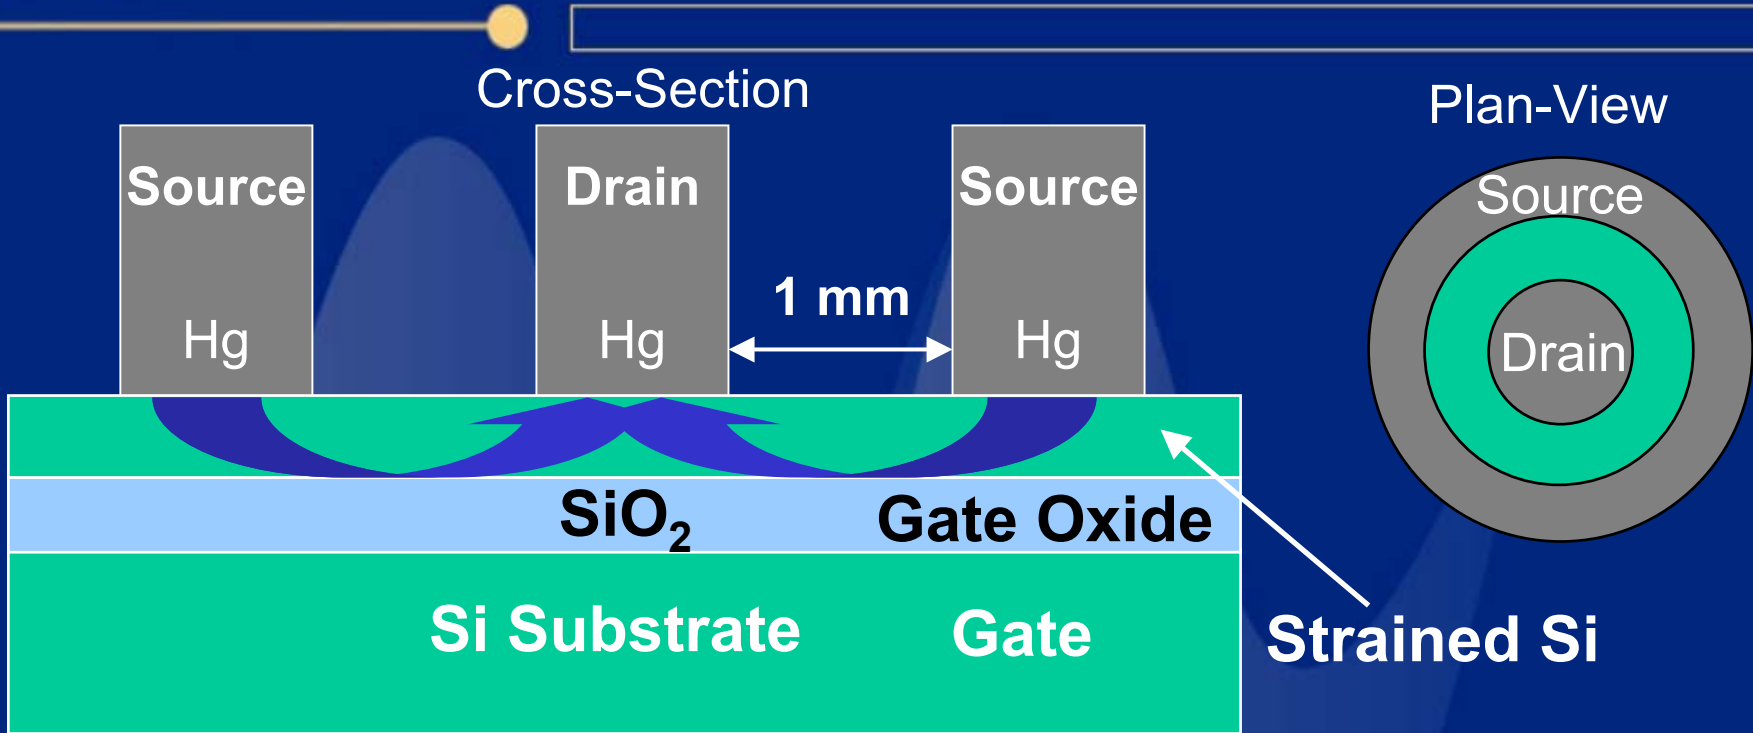 Cross-Section
Plan-View
Source
Drain
Source
Source
1 mm
Hg
Hg
Hg
Drain
SiO₂
Gate Oxide
Si Substrate
Gate
Strained Si